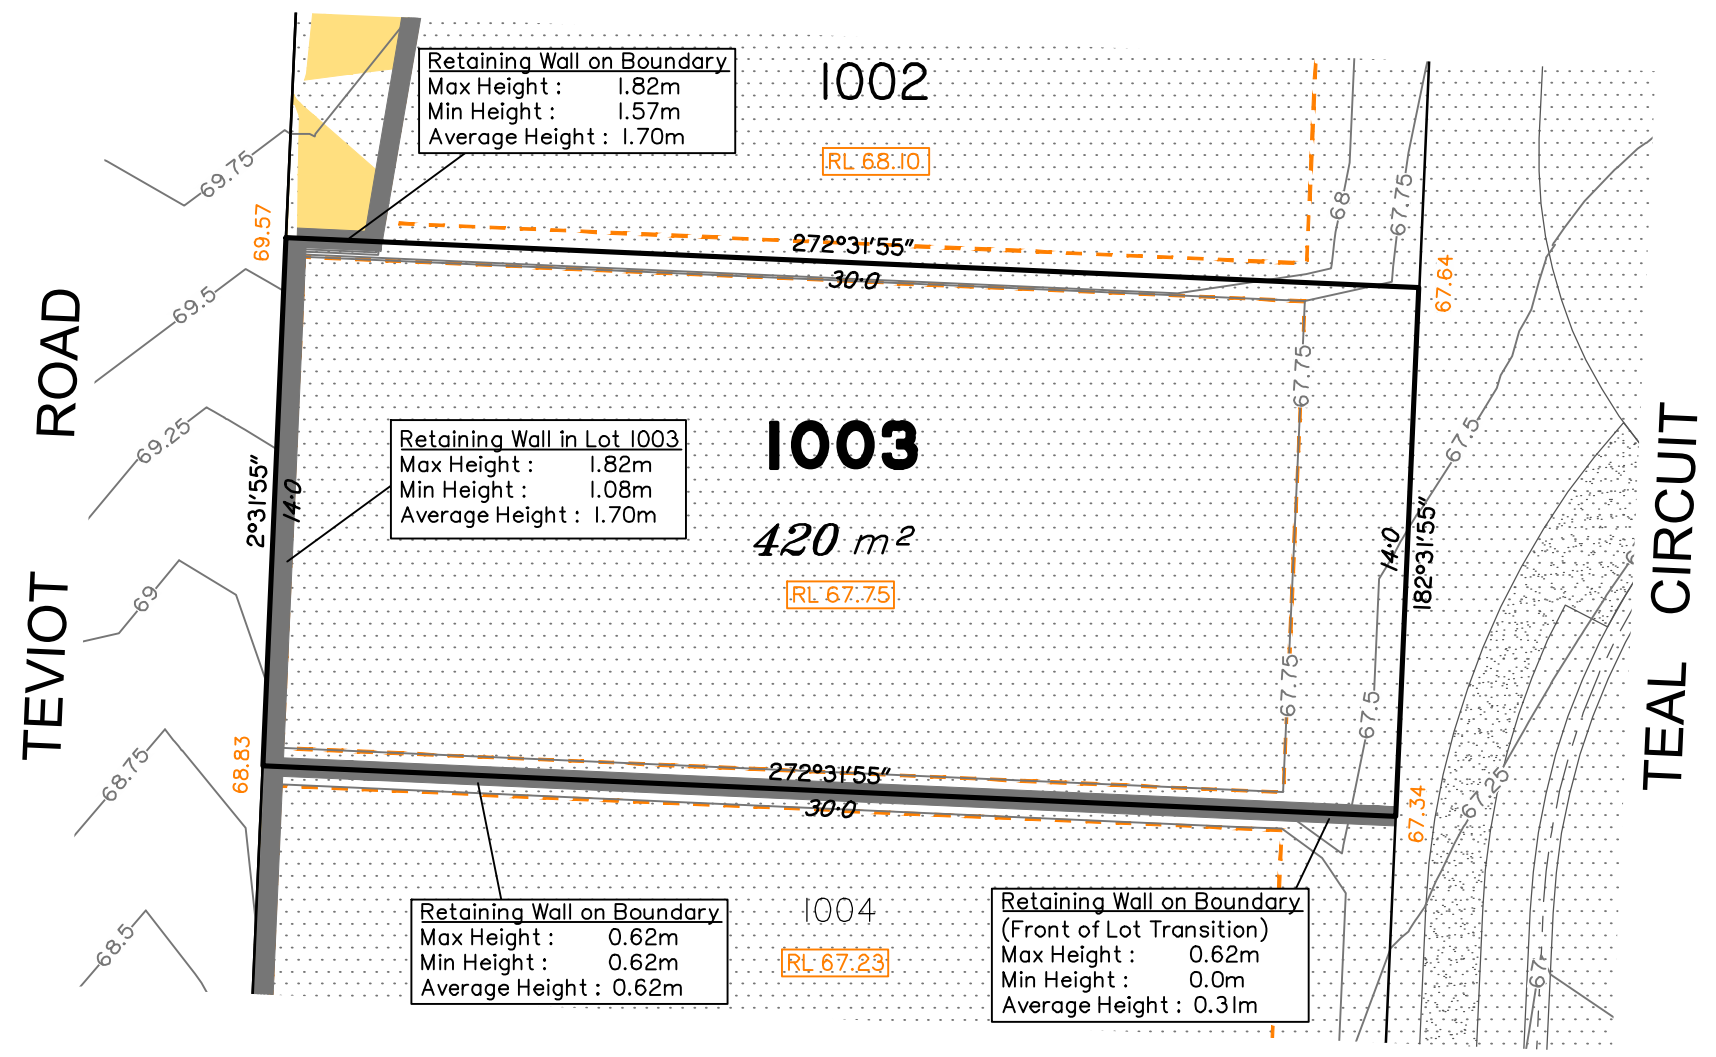 Retaining Wall on Boundary
Max Height : 1.82m
Min Height : 1.57m
Average Height : 1.70m
1002
RL 68.10
69.75
69.57
68
67.75
272°31'55"
30·0
67.64
69.5
TEVIOT ROAD
67.75
69.25
Retaining Wall in Lot 1003
Max Height : 1.82m
Min Height : 1.08m
Average Height : 1.70m
1003
420 m²
RL 67.75
67.5
2°31'55"
14·0
14·0
182°31'55"
TEAL CIRCUIT
69
67.75
67.5
68.75
68.83
272°31'55"
30·0
67.34
67.25
Retaining Wall on Boundary
Max Height : 0.62m
Min Height : 0.62m
Average Height : 0.62m
1004
RL 67.23
Retaining Wall on Boundary
(Front of Lot Transition)
Max Height : 0.62m
Min Height : 0.0m
Average Height : 0.31m
68.5
67